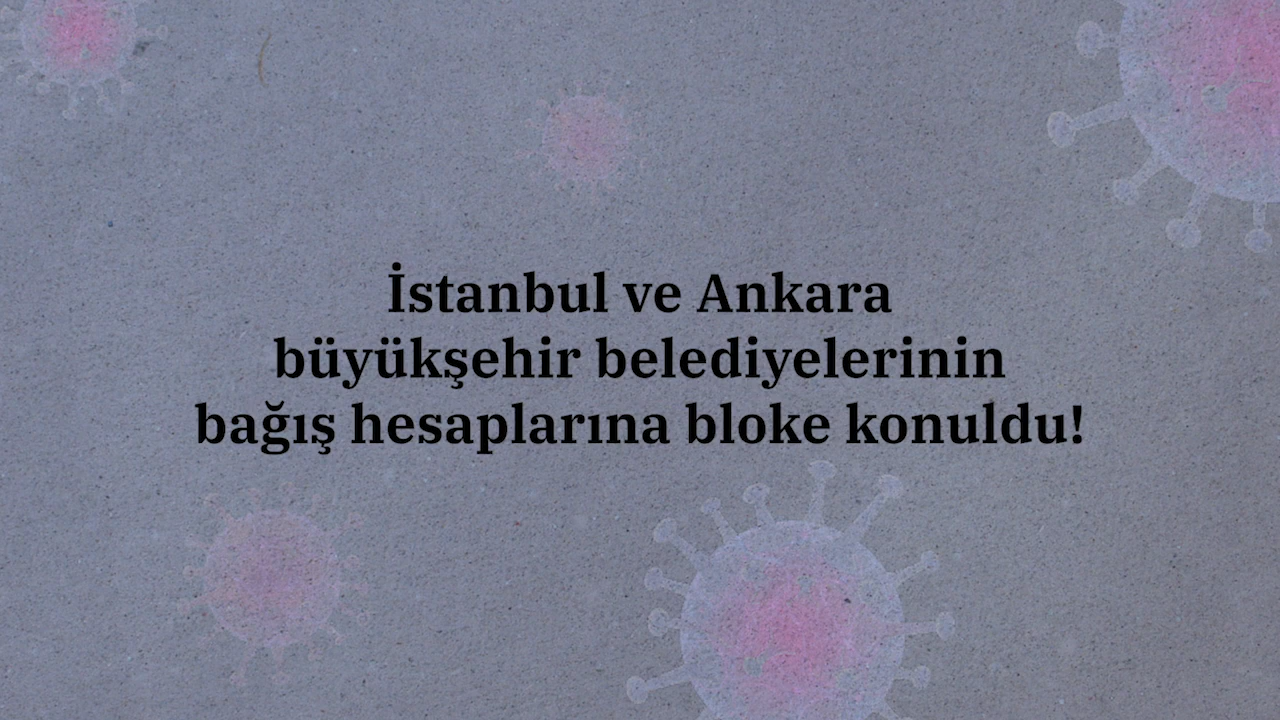 İstanbul ve Ankara
büyükşehir belediyelerinin
bağış hesaplarına bloke konuldu!